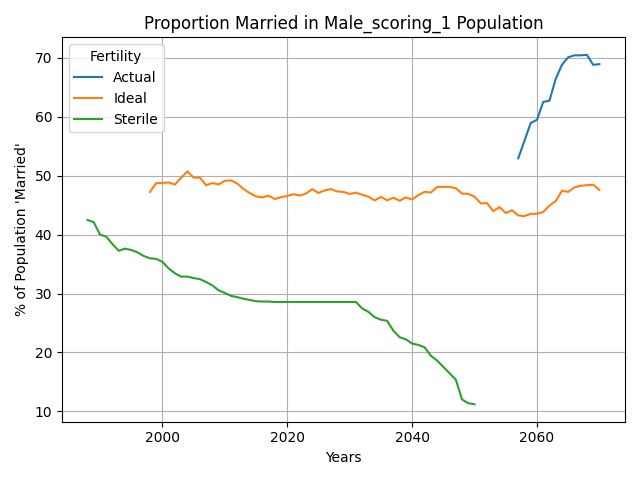 Proportion Married in Male_scoring_1 Population
Fertility
Actual
Ideal
Sterile
% of Population 'Married'
70
60
50
40
30
20
10
2000 2020 2040 2060
Years